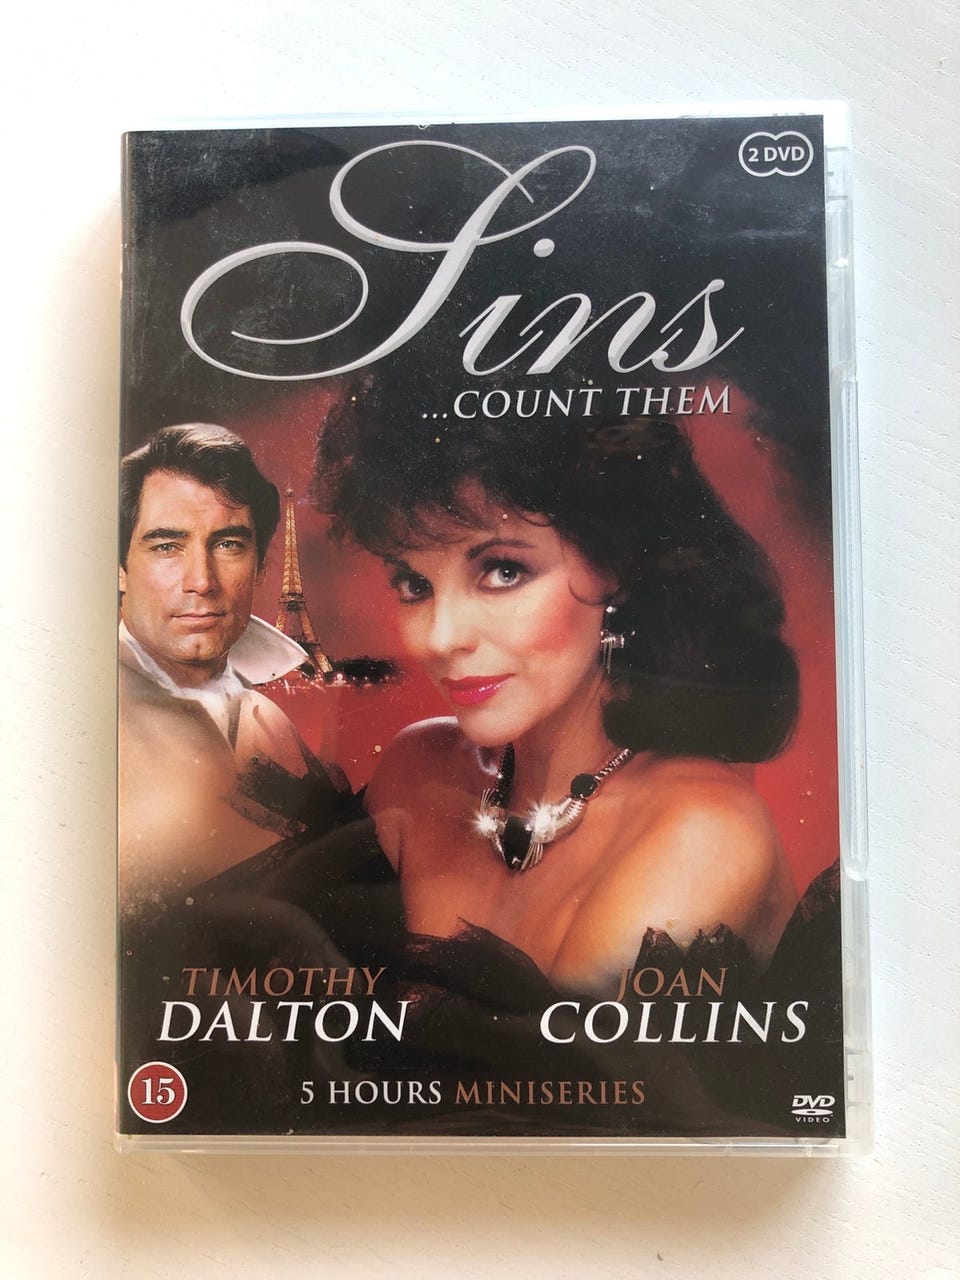 2 DVD
Sins
...COUNT THEM
TIMOTHY
DALTON
JOAN
COLLINS
15
5 HOURS MINISERIES
DVD
VIDEO